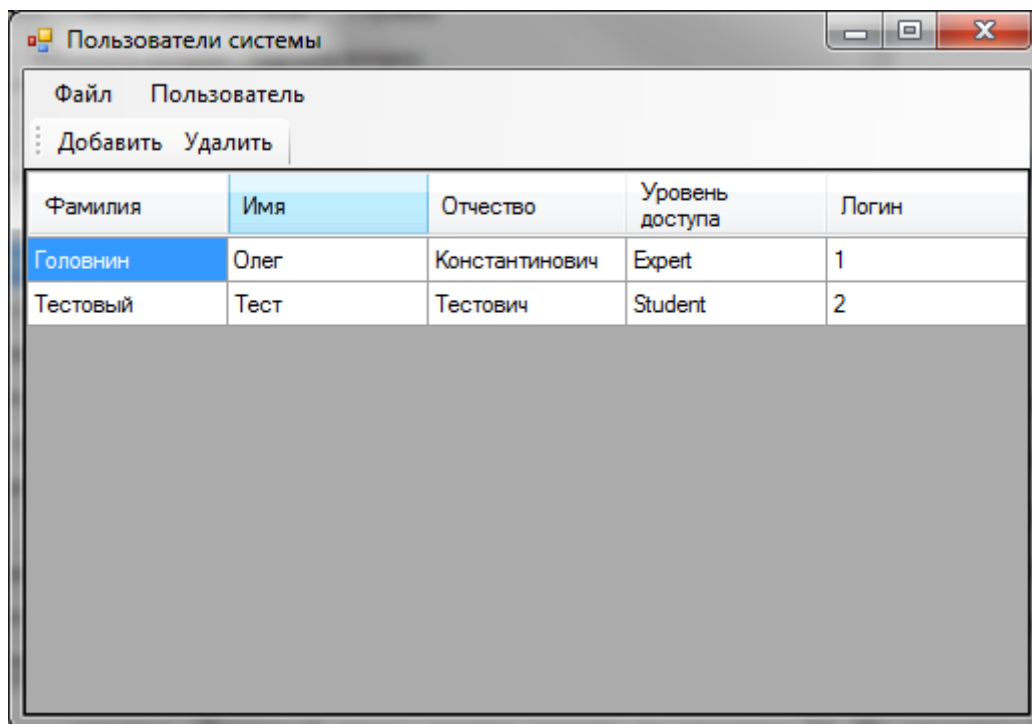 Пользователи системы
Файл Пользователь
Добавить Удалить
Фамилия Имя Отчество Уровень доступа Логин
Головнин Олег Константинович Expert 1
Тестовый Тест Тестович Student 2